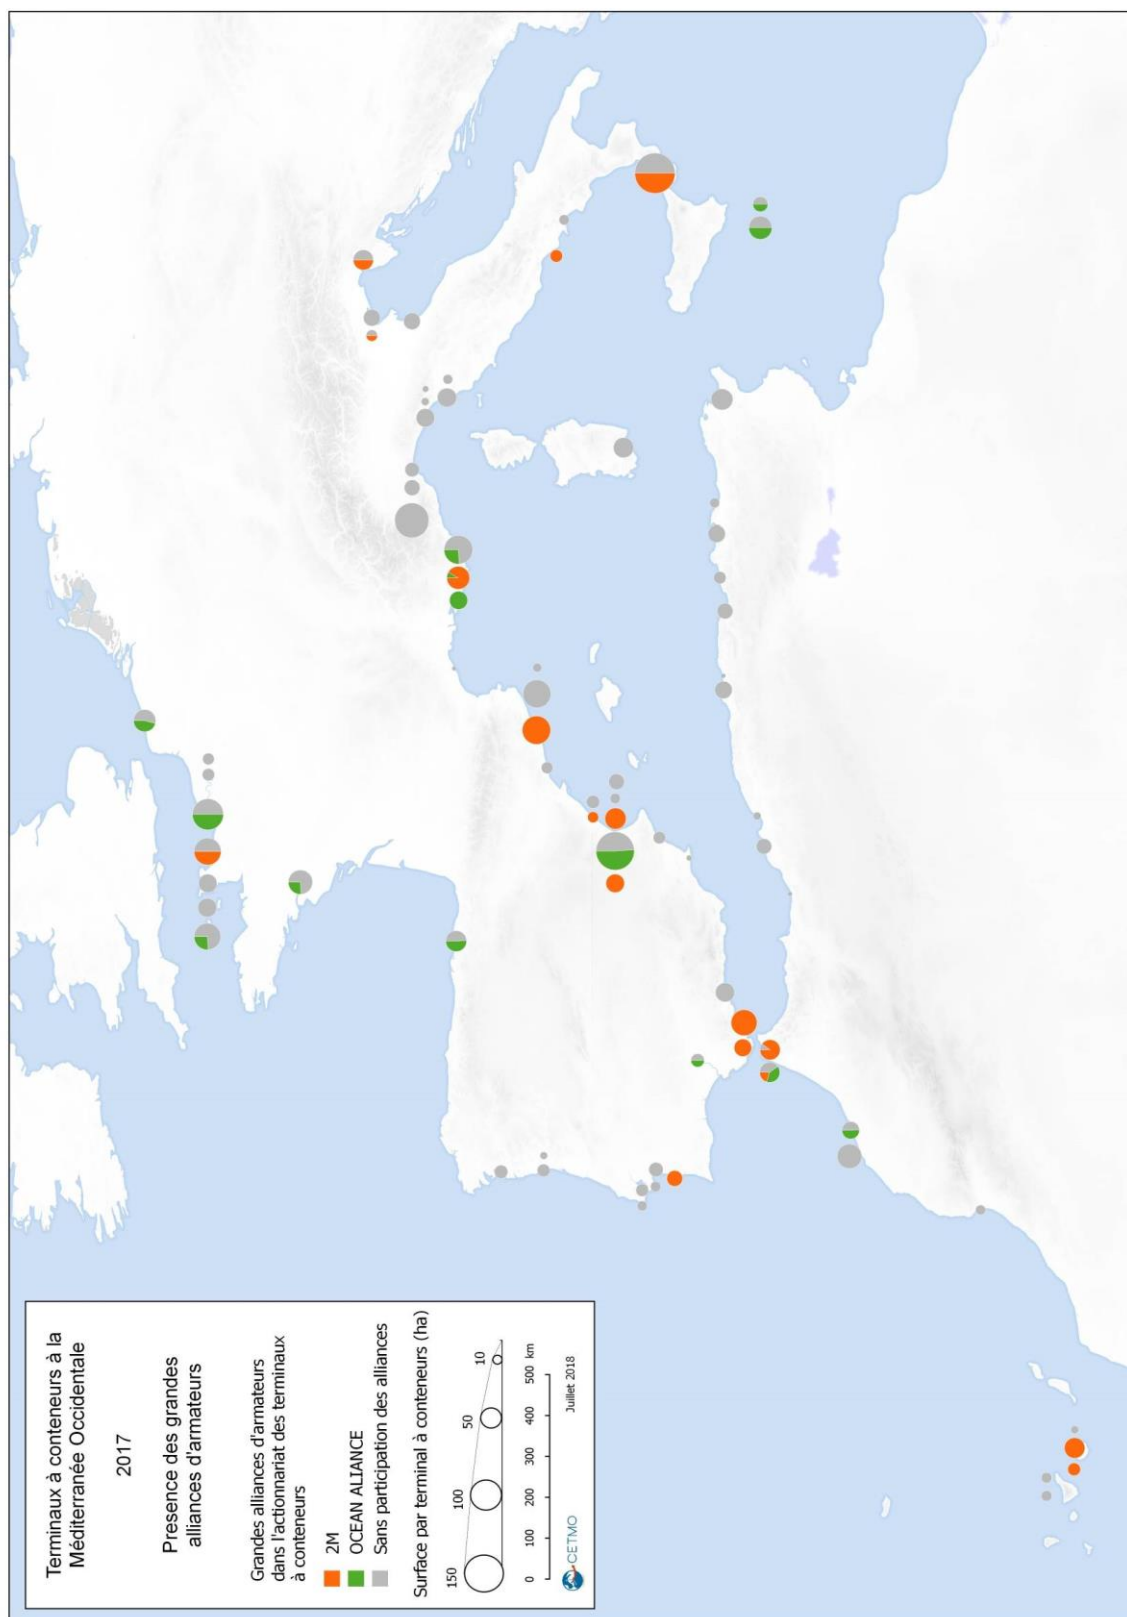 Terminaux à conteneurs à la
Méditerranée Occidentale
2017
Presence des grandes
alliances d'armateurs
Grandes alliances d'armateurs
dans l'actionnariat des terminaux
à conteneurs
2M
OCEAN ALIANCE
Sans participation des alliances
Surface par terminal à conteneurs (ha)
150
100
50
10
0 100 200 300 400 500 km
CETMO
Juillet 2018